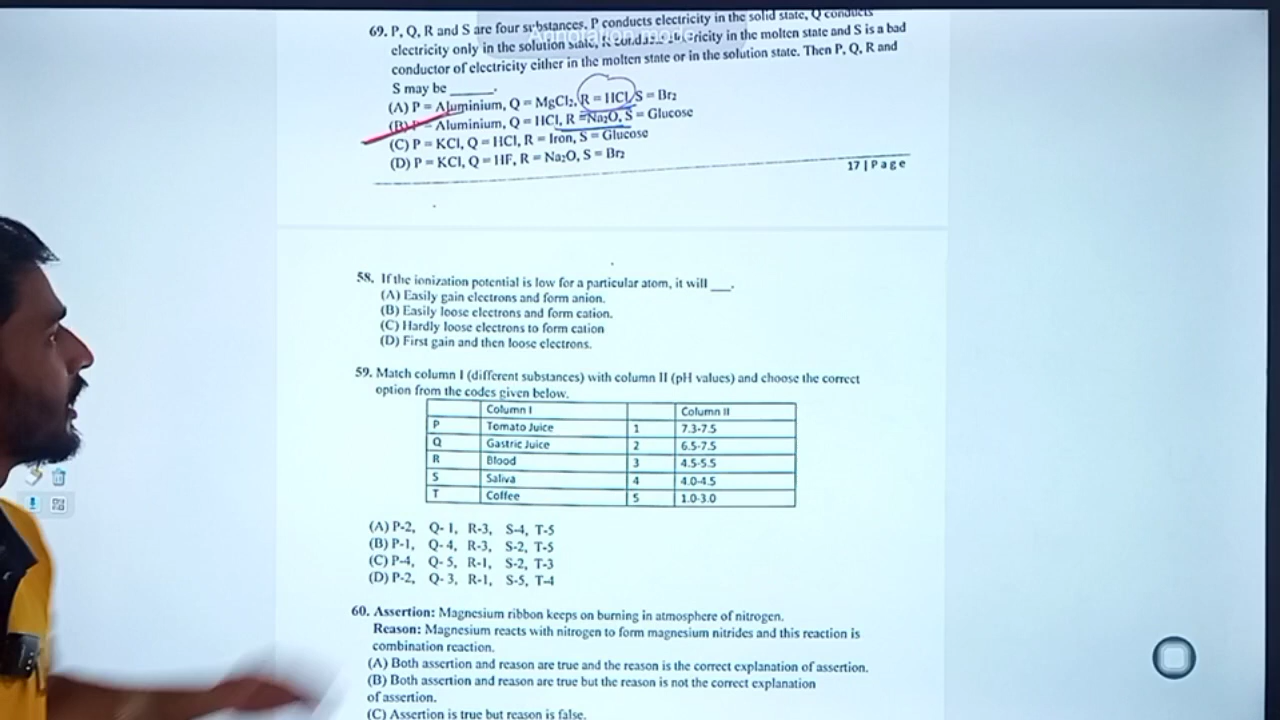 69. P, Q, R and S are four substances. P conducts electricity in the solid state, Q conducts
electricity only in the solution state, R electricity in the molten state and S is a bad
conductor of electricity either in the molten state or in the solution state. Then P, Q, R and
S may be ______.
(A) P = Aluminium, Q = MgCl₂, R = HCl, S = Br₂
(B) P = Aluminium, Q = HCl, R = Na₂O, S = Glucose
(C) P = KCl, Q = HCl, R = Iron, S = Glucose
(D) P = KCl, Q = HF, R = Na₂O, S = Br₂
17 | Page
58. If the ionization potential is low for a particular atom, it will ___.
(A) Easily gain electrons and form anion.
(B) Easily loose electrons and form cation.
(C) Hardly loose electrons to form cation
(D) First gain and then loose electrons.
59. Match column I (different substances) with column II (pH values) and choose the correct
option from the codes given below.
Column I Column II
P Tomato Juice 1 7.3-7.5
Q Gastric Juice 2 6.5-7.5
R Blood 3 4.5-5.5
S Saliva 4 4.0-4.5
T Coffee 5 1.0-3.0
(A) P-2, Q- 1, R-3, S-4, T-5
(B) P-1, Q- 4, R-3, S-2, T-5
(C) P-4, Q- 5, R-1, S-2, T-3
(D) P-2, Q- 3, R-1, S-5, T-4
60. Assertion: Magnesium ribbon keeps on burning in atmosphere of nitrogen.
Reason: Magnesium reacts with nitrogen to form magnesium nitrides and this reaction is
combination reaction.
(A) Both assertion and reason are true and the reason is the correct explanation of assertion.
(B) Both assertion and reason are true but the reason is not the correct explanation
of assertion.
(C) Assertion is true but reason is false.